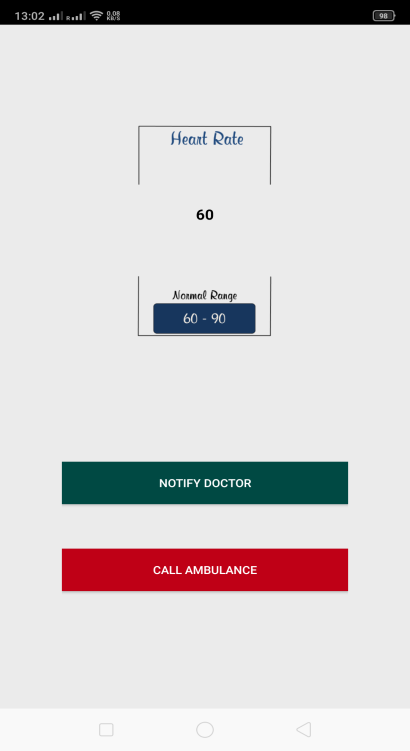 13:02 R 0.08 KB/S 98
Heart Rate
60
Normal Range
60 - 90
NOTIFY DOCTOR
CALL AMBULANCE